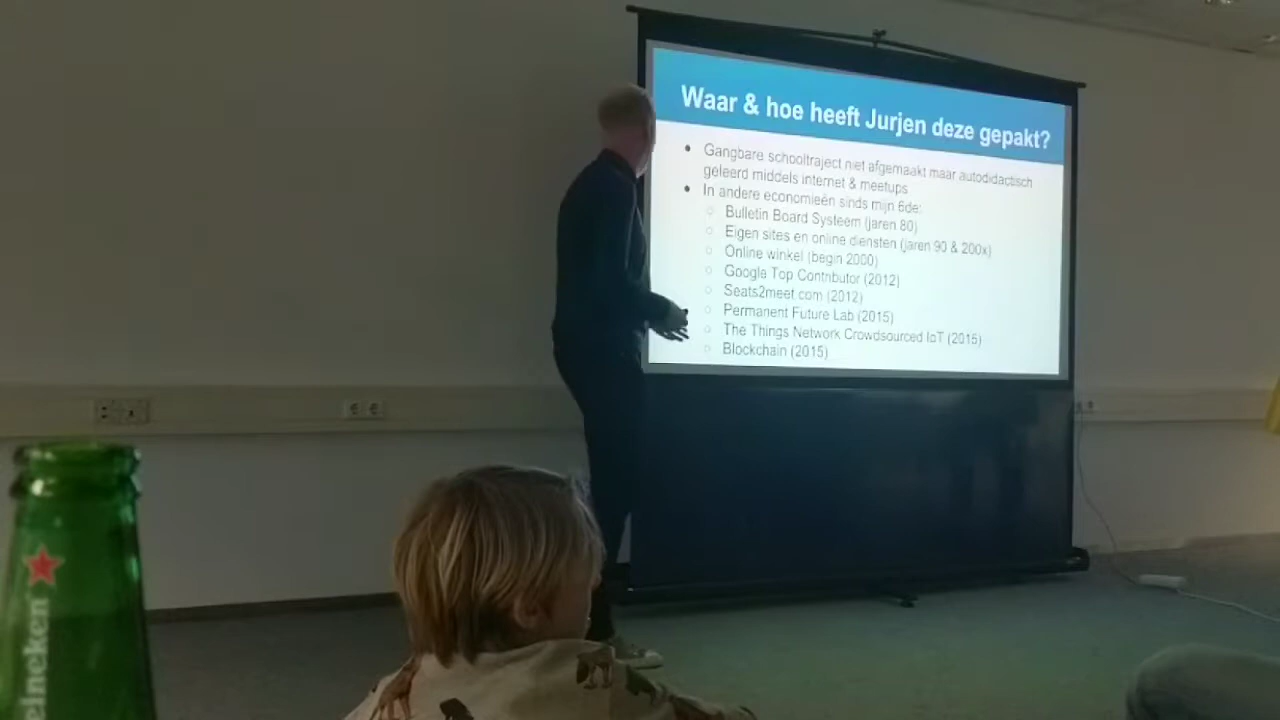 Waar & hoe heeft Jurjen deze gepakt?
Gangbare schooltraject niet afgemaakt maar autodidactisch
geleerd middels internet & meetups
In andere economieën sinds mijn 6de:
Bulletin Board Systeem (jaren 80)
Eigen sites en online diensten (jaren 90 & 200x)
Online winkel (begin 2000)
Google Top Contributor (2012)
Seats2meet.com (2012)
Permanent Future Lab (2015)
The Things Network Crowdsourced IoT (2015)
Blockchain (2015)
eineken